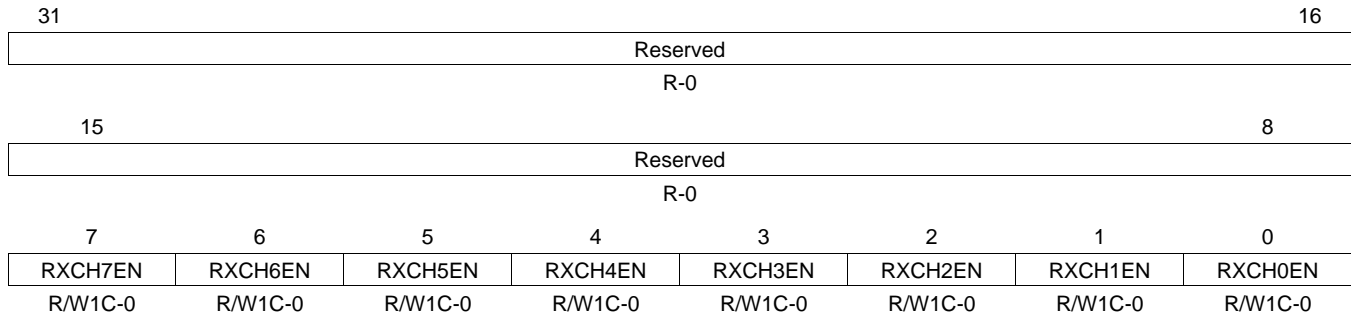 31 16
Reserved
R-0
15 8
Reserved
R-0
7 6 5 4 3 2 1 0
RXCH7EN RXCH6EN RXCH5EN RXCH4EN RXCH3EN RXCH2EN RXCH1EN RXCH0EN
R/W1C-0 R/W1C-0 R/W1C-0 R/W1C-0 R/W1C-0 R/W1C-0 R/W1C-0 R/W1C-0